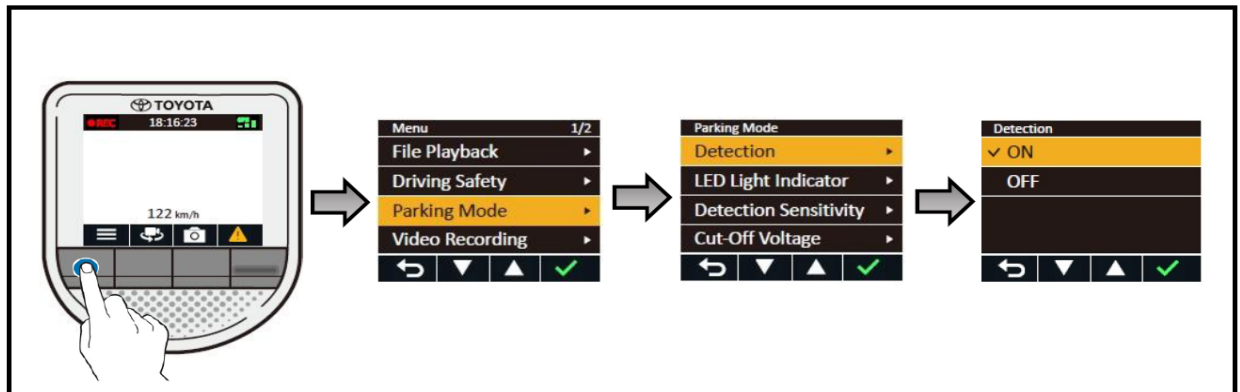 TOYOTA
REC 18:16:23
122 km/h
Menu 1/2
File Playback
Driving Safety
Parking Mode
Video Recording
Parking Mode
Detection
LED Light Indicator
Detection Sensitivity
Cut-Off Voltage
Detection
ON
OFF